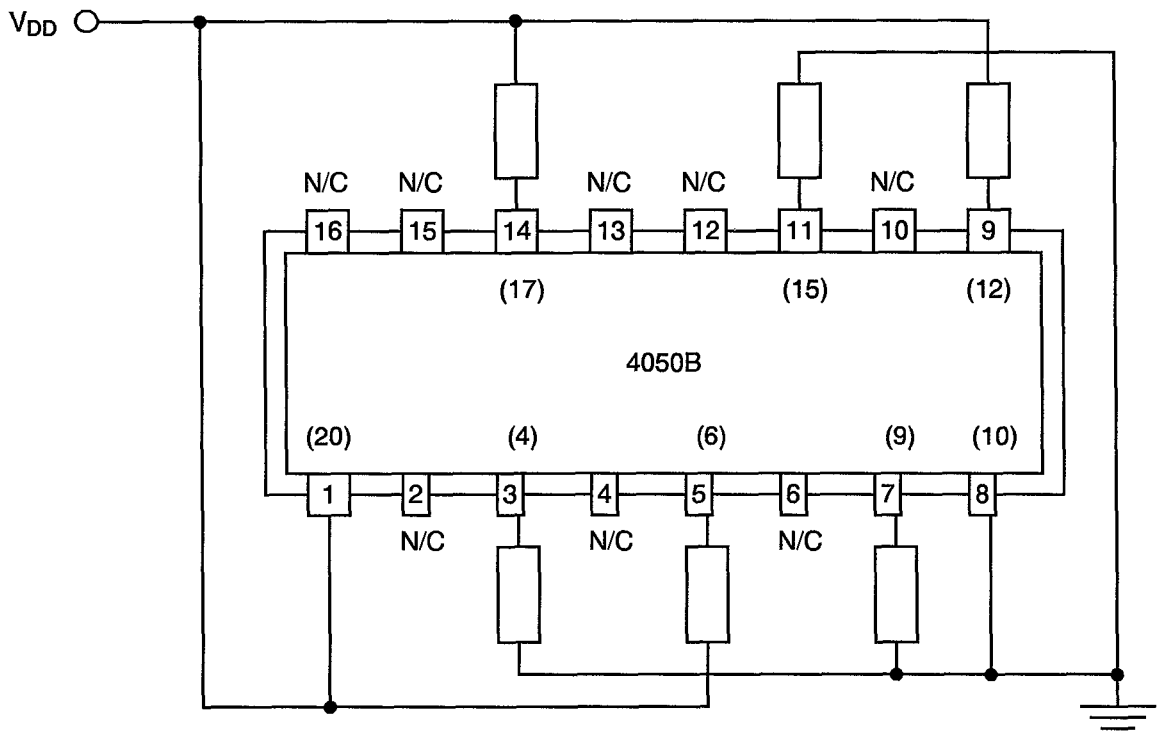 VDD
N/C N/C N/C N/C N/C
16 15 14 13 12 11 10 9
(17) (15) (12)
4050B
(20) (4) (6) (9) (10)
1 2 3 4 5 6 7 8
N/C N/C N/C